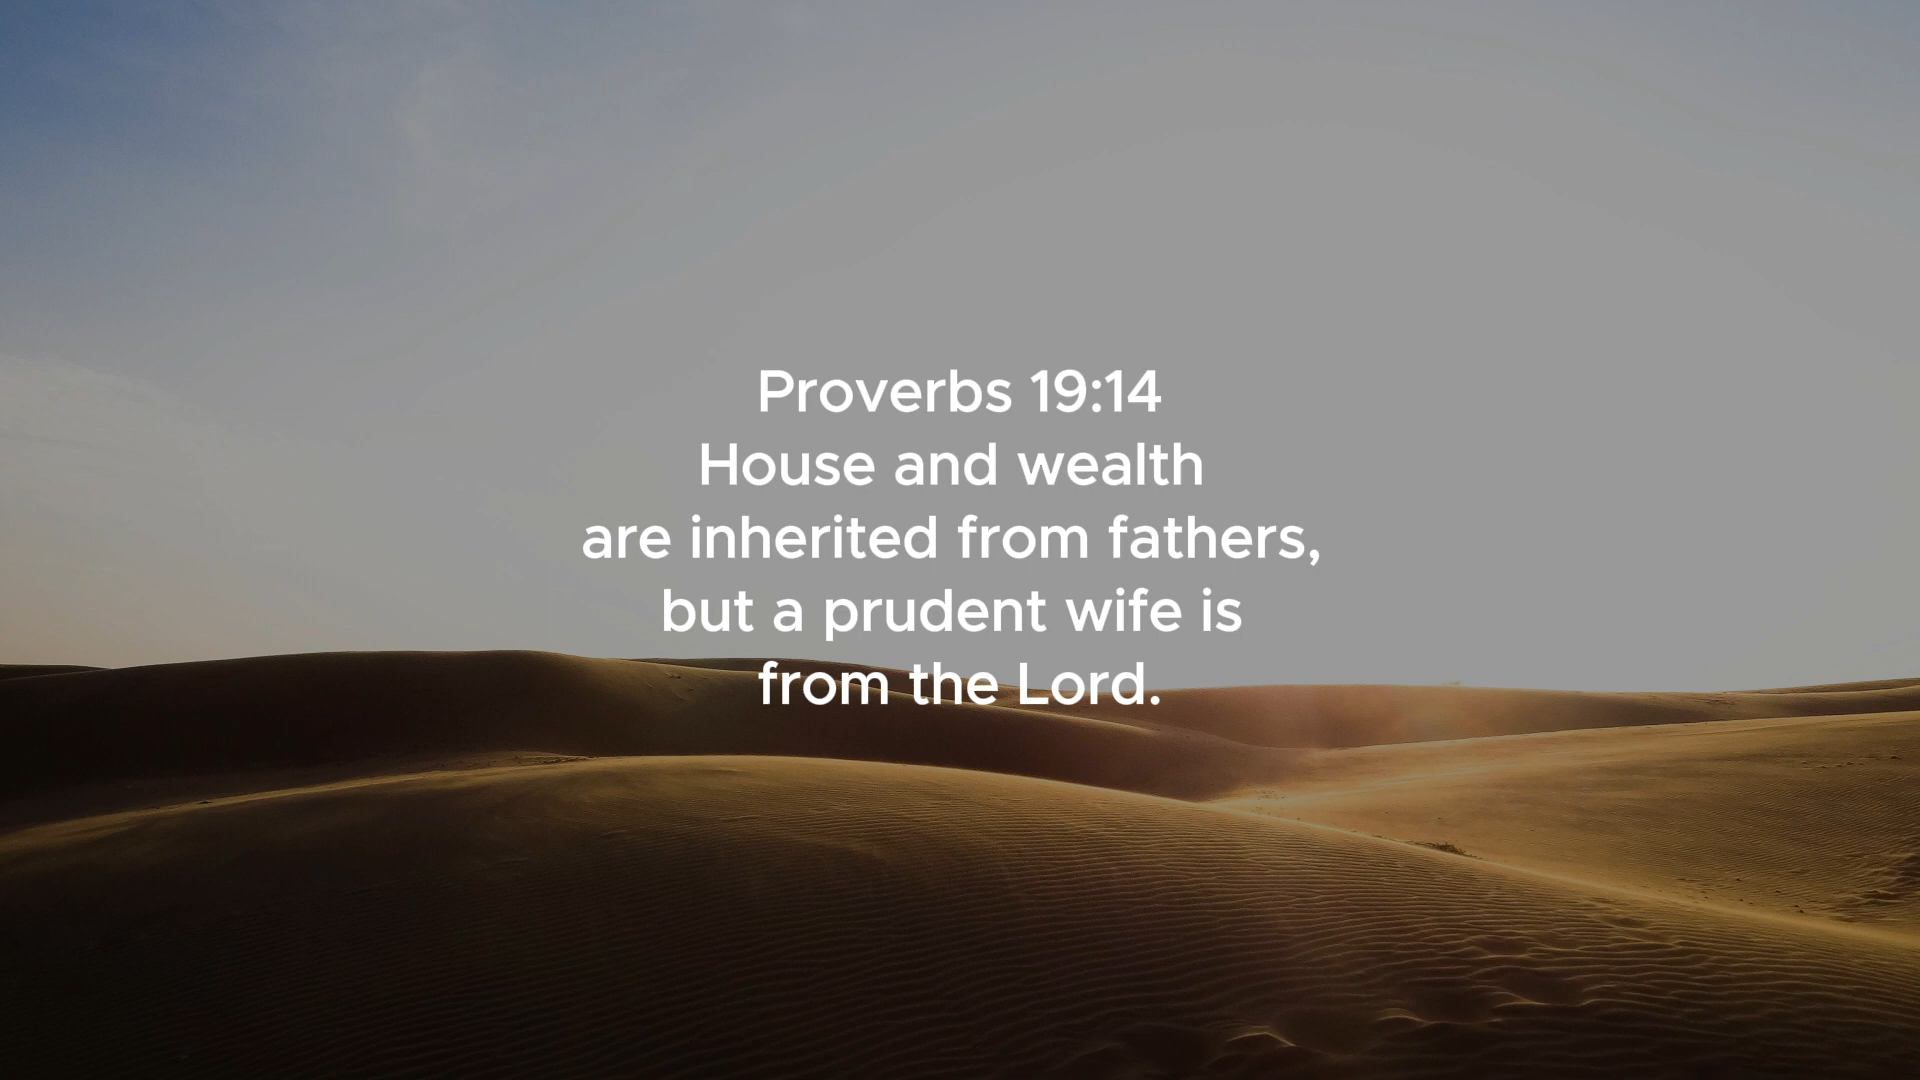 Proverbs 19:14
House and wealth
are inherited from fathers,
but a prudent wife is
from the Lord.